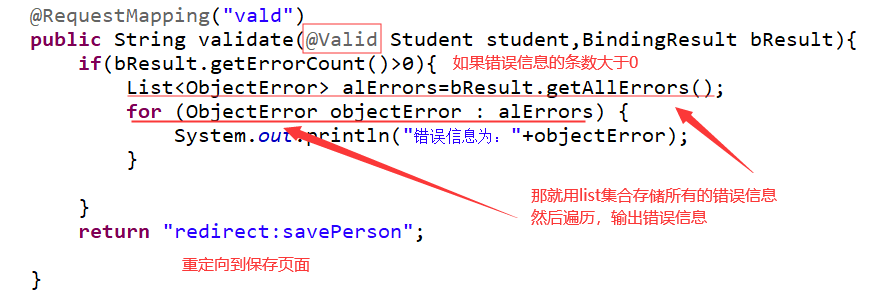 @RequestMapping("vald")
public String validate(@Valid Student student,BindingResult bResult){
if(bResult.getErrorCount()>0){ 如果错误信息的条数大于0
List<ObjectError> alErrors=bResult.getAllErrors();
for (ObjectError objectError : alErrors) {
System.out.println("错误信息为："+objectError);
}
那就用list集合存储所有的错误信息
然后遍历，输出错误信息
}
return "redirect:savePerson";
重定向到保存页面
}